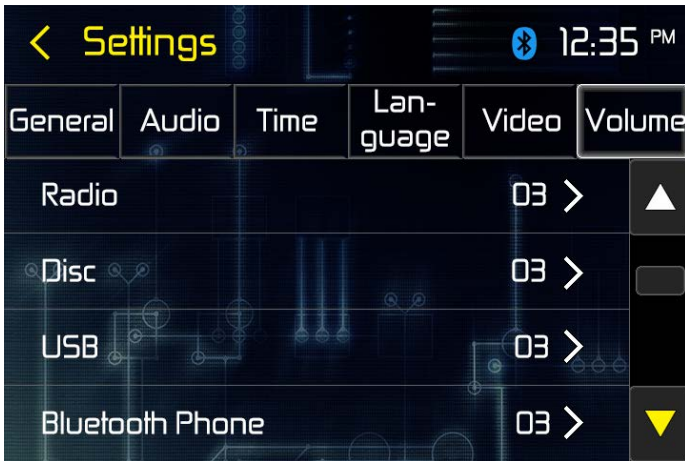 Settings
12:35 PM
General
Audio
Time
Lan-
guage
Video
Volume
Radio 03
Disc 03
USB 03
Bluetooth Phone 03